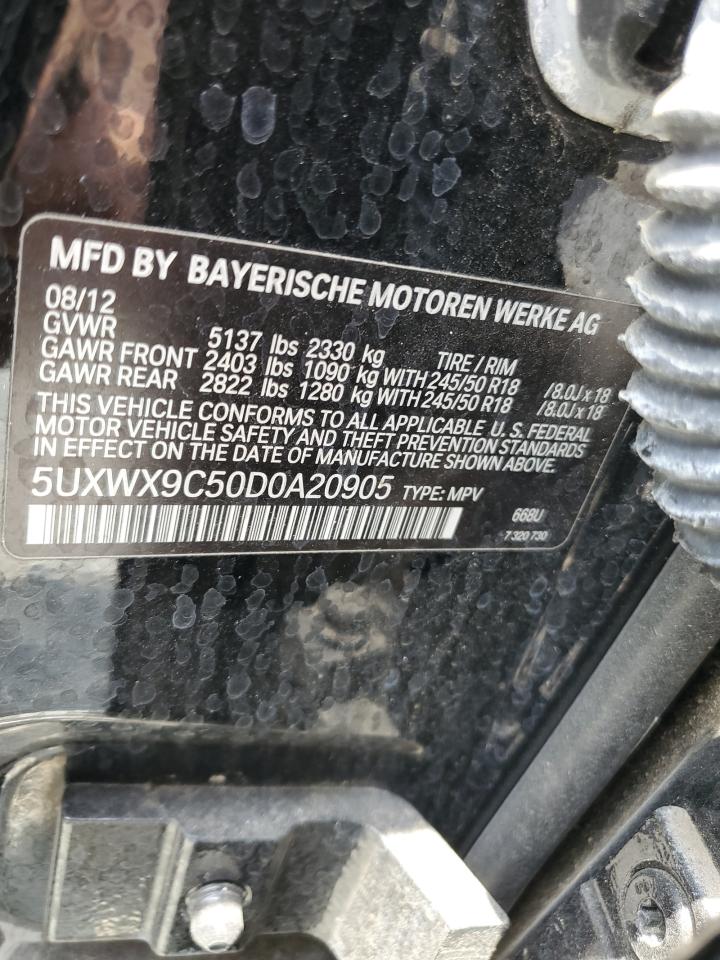 MFD BY BAYERISCHE MOTOREN WERKE AG
08/12
GVWR 5137 lbs 2330 kg TIRE / RIM
GAWR FRONT 2403 lbs 1090 kg WITH 245/50 R18 /8.0J x 18
GAWR REAR 2822 lbs 1280 kg WITH 245/50 R18 /8.0J x 18
THIS VEHICLE CONFORMS TO ALL APPLICABLE U.S. FEDERAL
MOTOR VEHICLE SAFETY AND THEFT PREVENTION STANDARDS
IN EFFECT ON THE DATE OF MANUFACTURE SHOWN ABOVE.
5UXWX9C50D0A20905 TYPE: MPV
668U
7 320 730